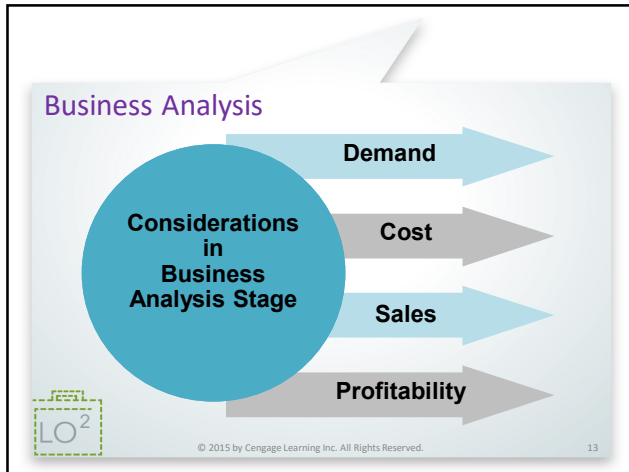 Business Analysis
Considerations
in
Business
Analysis Stage
Demand
Cost
Sales
Profitability
LO2
© 2015 by Cengage Learning Inc. All Rights Reserved.
13